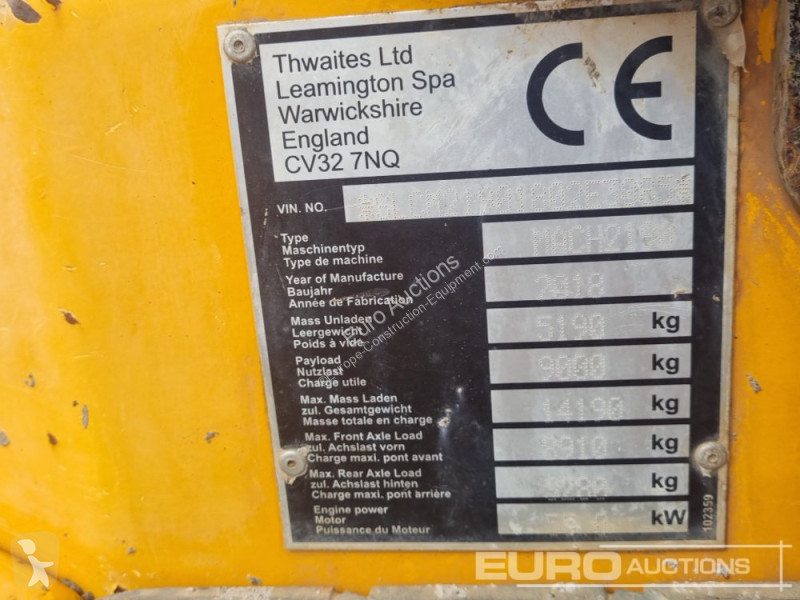 Thwaites Ltd
Leamington Spa
Warwickshire
England
CV32 7NQ
CE
VIN. NO.
Type
Maschinentyp
Type de machine
Year of Manufacture
Baujahr
Année de Fabrication
2018
Mass Unladen
Leergewicht
Poids à vide
5190 kg
Payload
Nutzlast
Charge utile
9000 kg
Max. Mass Laden
zul. Gesamtgewicht
Masse totale en charge
14190 kg
Max. Front Axle Load
zul. Achslast vorn
Charge maxi. pont avant
kg
Max. Rear Axle Load
zul. Achslast hinten
Charge maxi. pont arrière
kg
Engine power
Motor
Puissance du Moteur
kW
102359
Euro Auctions
EURO AUCTIONS